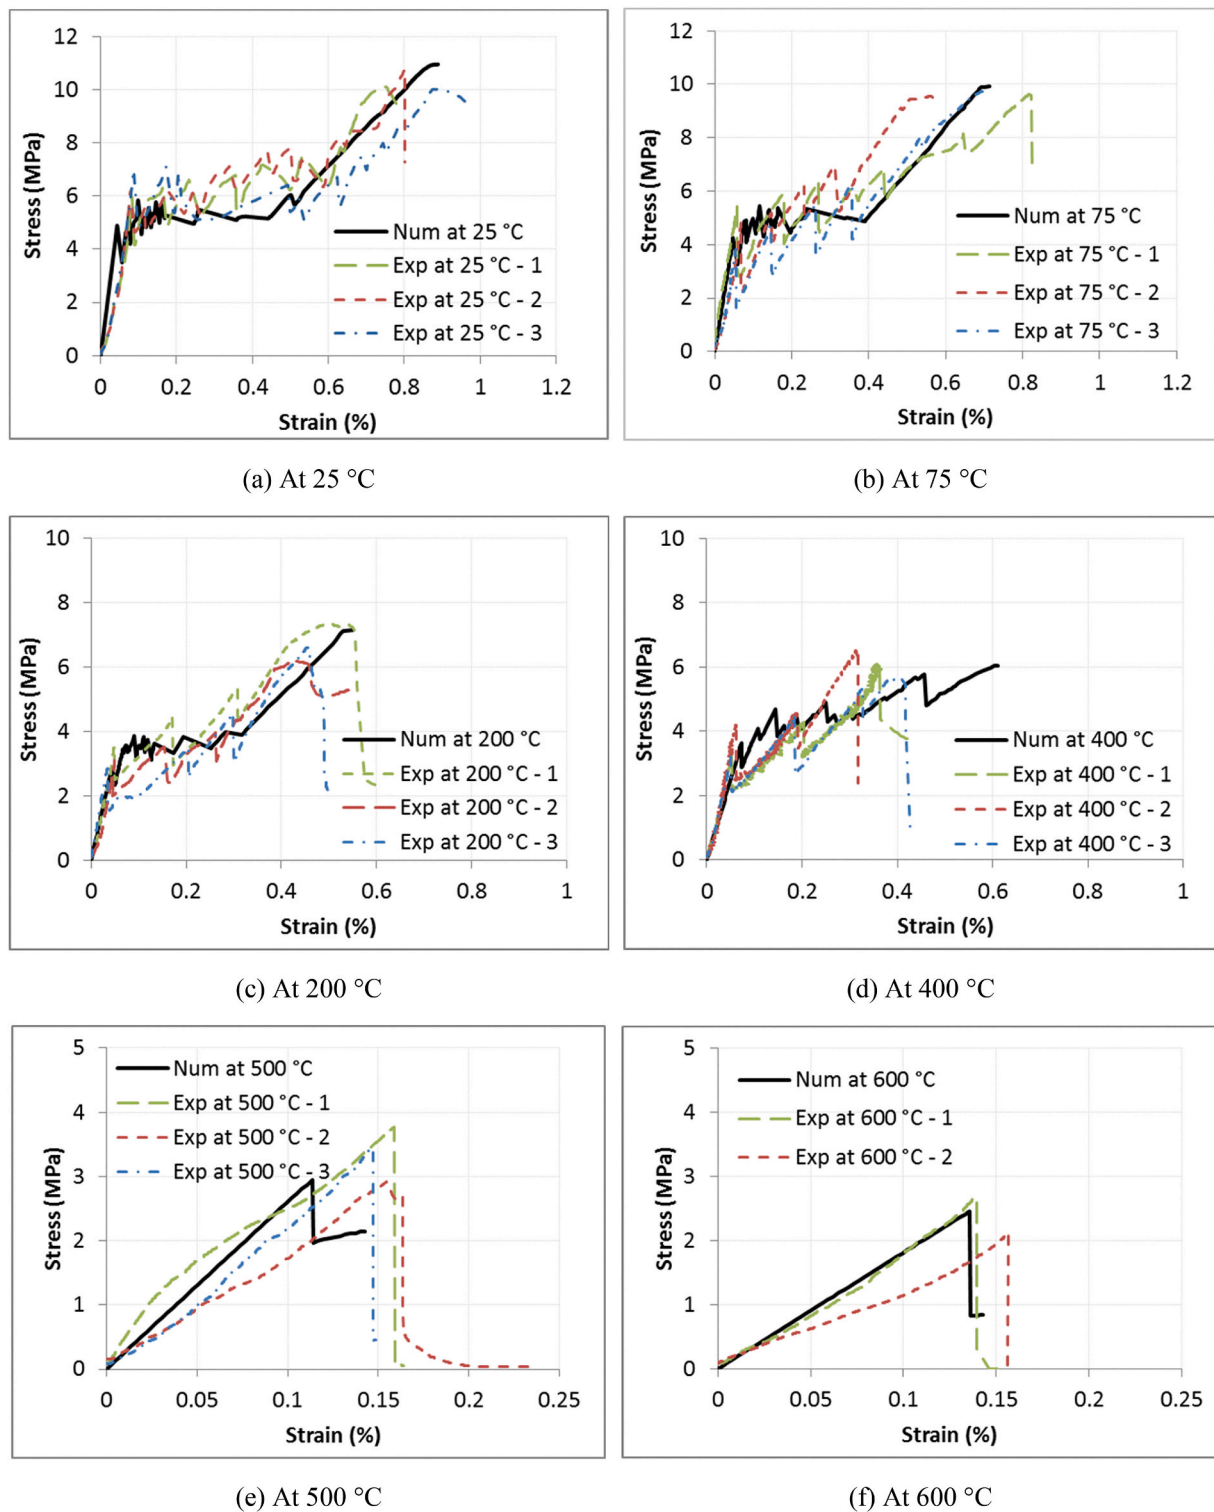 12
10
8
6
4
2
0
Stress (MPa)
Num at 25 °C
Exp at 25 °C - 1
Exp at 25 °C - 2
Exp at 25 °C - 3
0 0.2 0.4 0.6 0.8 1 1.2
Strain (%)
(a) At 25 °C
12
10
8
6
4
2
0
Stress (MPa)
Num at 75 °C
Exp at 75 °C - 1
Exp at 75 °C - 2
Exp at 75 °C - 3
0 0.2 0.4 0.6 0.8 1 1.2
Strain (%)
(b) At 75 °C
10
8
6
4
2
0
Stress (MPa)
Num at 200 °C
Exp at 200 °C - 1
Exp at 200 °C - 2
Exp at 200 °C - 3
0 0.2 0.4 0.6 0.8 1
Strain (%)
(c) At 200 °C
10
8
6
4
2
0
Stress (MPa)
Num at 400 °C
Exp at 400 °C - 1
Exp at 400 °C - 2
Exp at 400 °C - 3
0 0.2 0.4 0.6 0.8 1
Strain (%)
(d) At 400 °C
5
4
3
2
1
0
Stress (MPa)
Num at 500 °C
Exp at 500 °C - 1
Exp at 500 °C - 2
Exp at 500 °C - 3
0 0.05 0.1 0.15 0.2 0.25
Strain (%)
(e) At 500 °C
5
4
3
2
1
0
Stress (MPa)
Num at 600 °C
Exp at 600 °C - 1
Exp at 600 °C - 2
0 0.05 0.1 0.15 0.2 0.25
Strain (%)
(f) At 600 °C